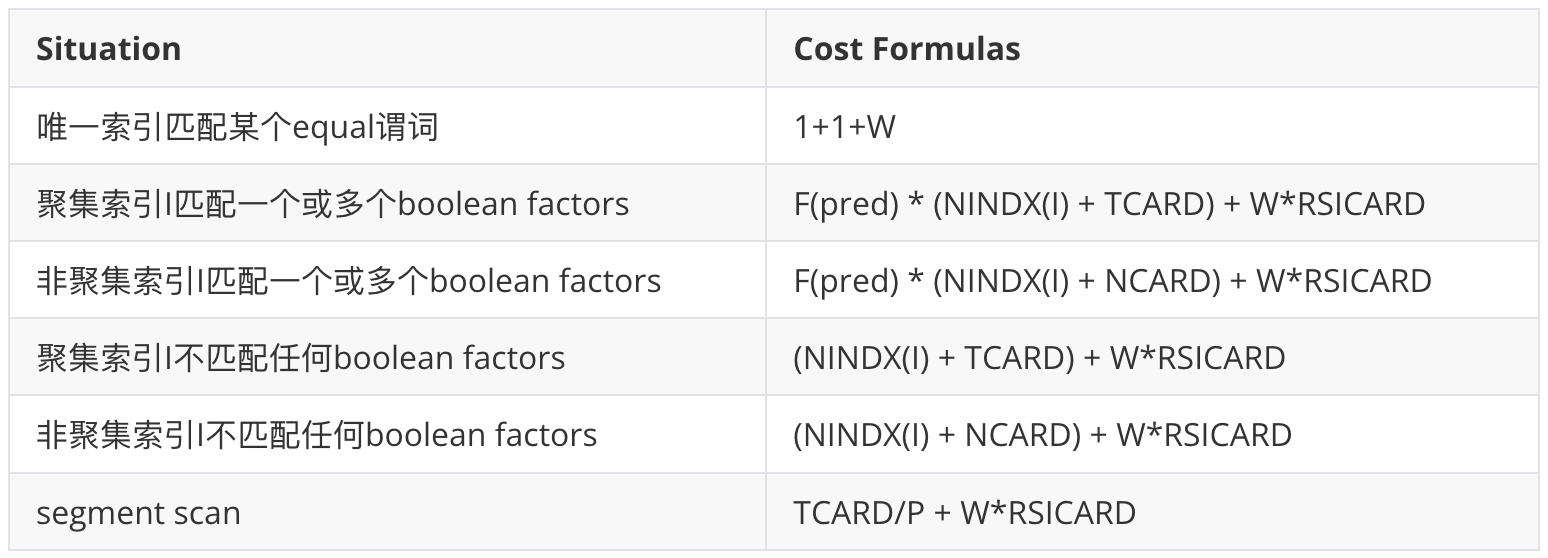 Situation
Cost Formulas
唯一索引匹配某个equal谓词
1+1+W
聚集索引I匹配一个或多个boolean factors
F(pred) * (NINDX(I) + TCARD) + W*RSICARD
非聚集索引I匹配一个或多个boolean factors
F(pred) * (NINDX(I) + NCARD) + W*RSICARD
聚集索引I不匹配任何boolean factors
(NINDX(I) + TCARD) + W*RSICARD
非聚集索引I不匹配任何boolean factors
(NINDX(I) + NCARD) + W*RSICARD
segment scan
TCARD/P + W*RSICARD